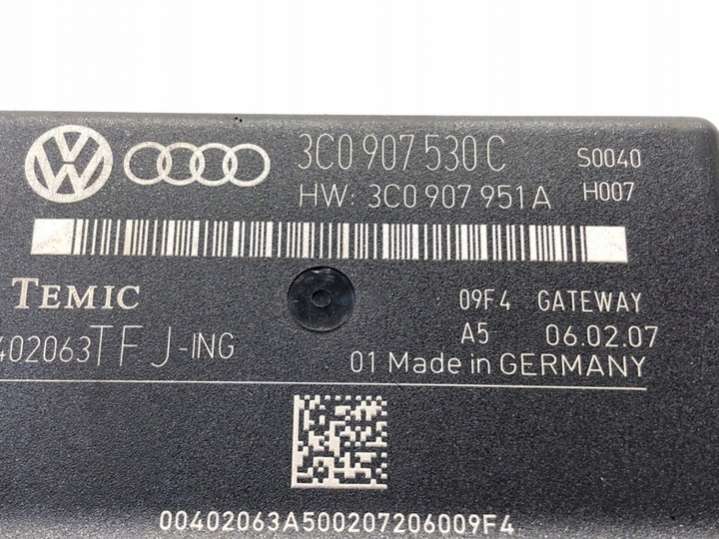 3C0 907 530 C
S0040
HW: 3C0 907 951 A
H007
TEMIC
09F4 GATEWAY
402063TFJ-ING
A5 06.02.07
01 Made in GERMANY
00402063A500207206009F4